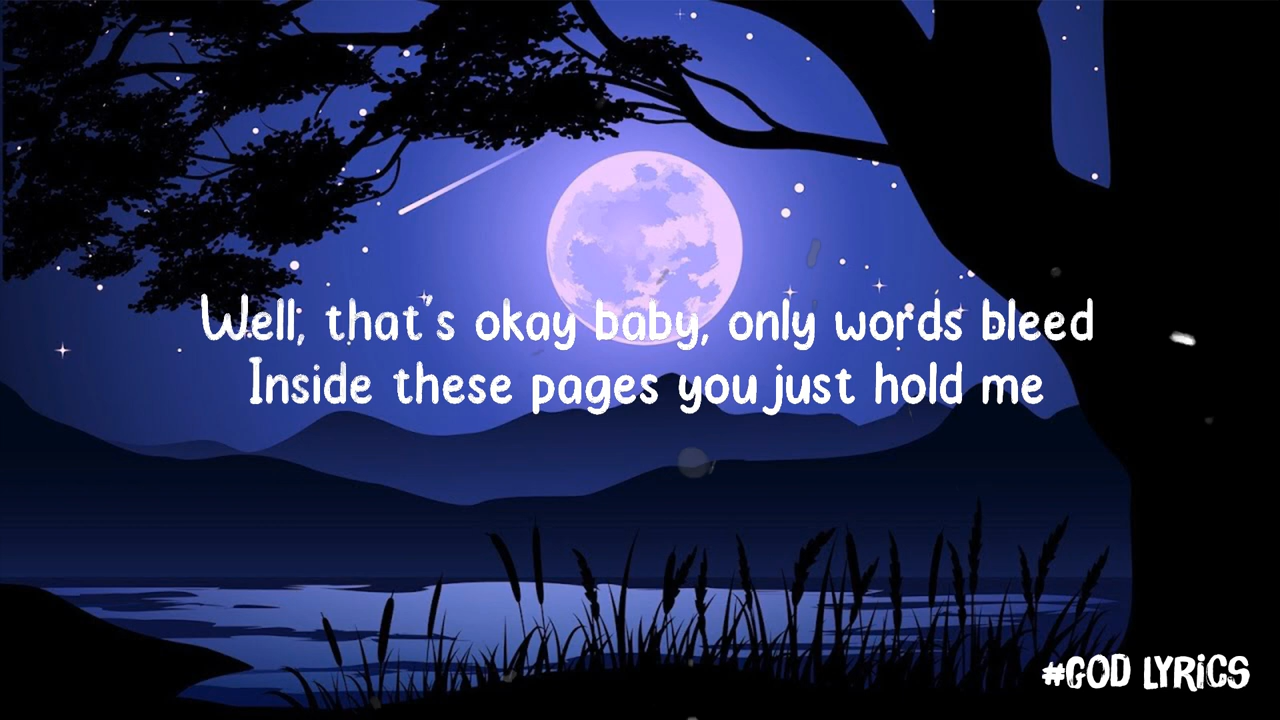 Well, that's okay baby, only words bleed
Inside these pages you just hold me
#GOD LYRiCS